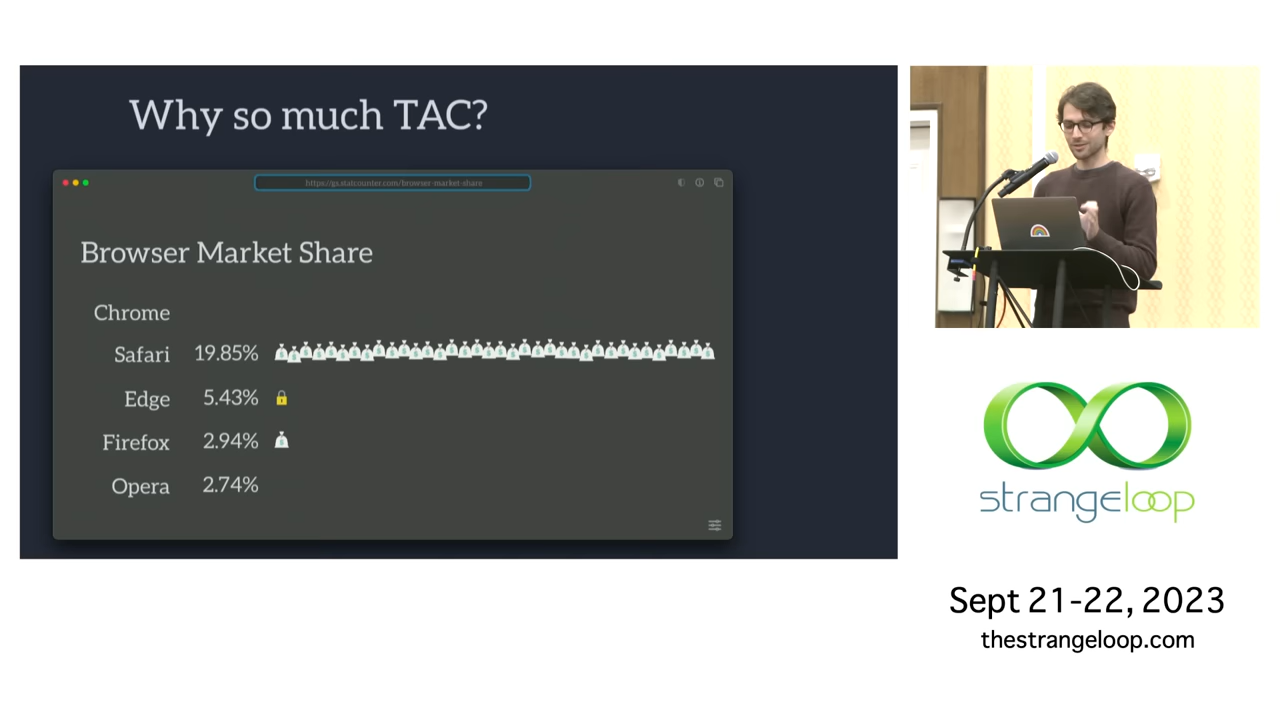 Why so much TAC?
https://gs.statcounter.com/browser-market-share
Browser Market Share
Chrome
Safari 19.85%
Edge 5.43%
Firefox 2.94%
Opera 2.74%
strangeloop
Sept 21-22, 2023
thestrangeloop.com